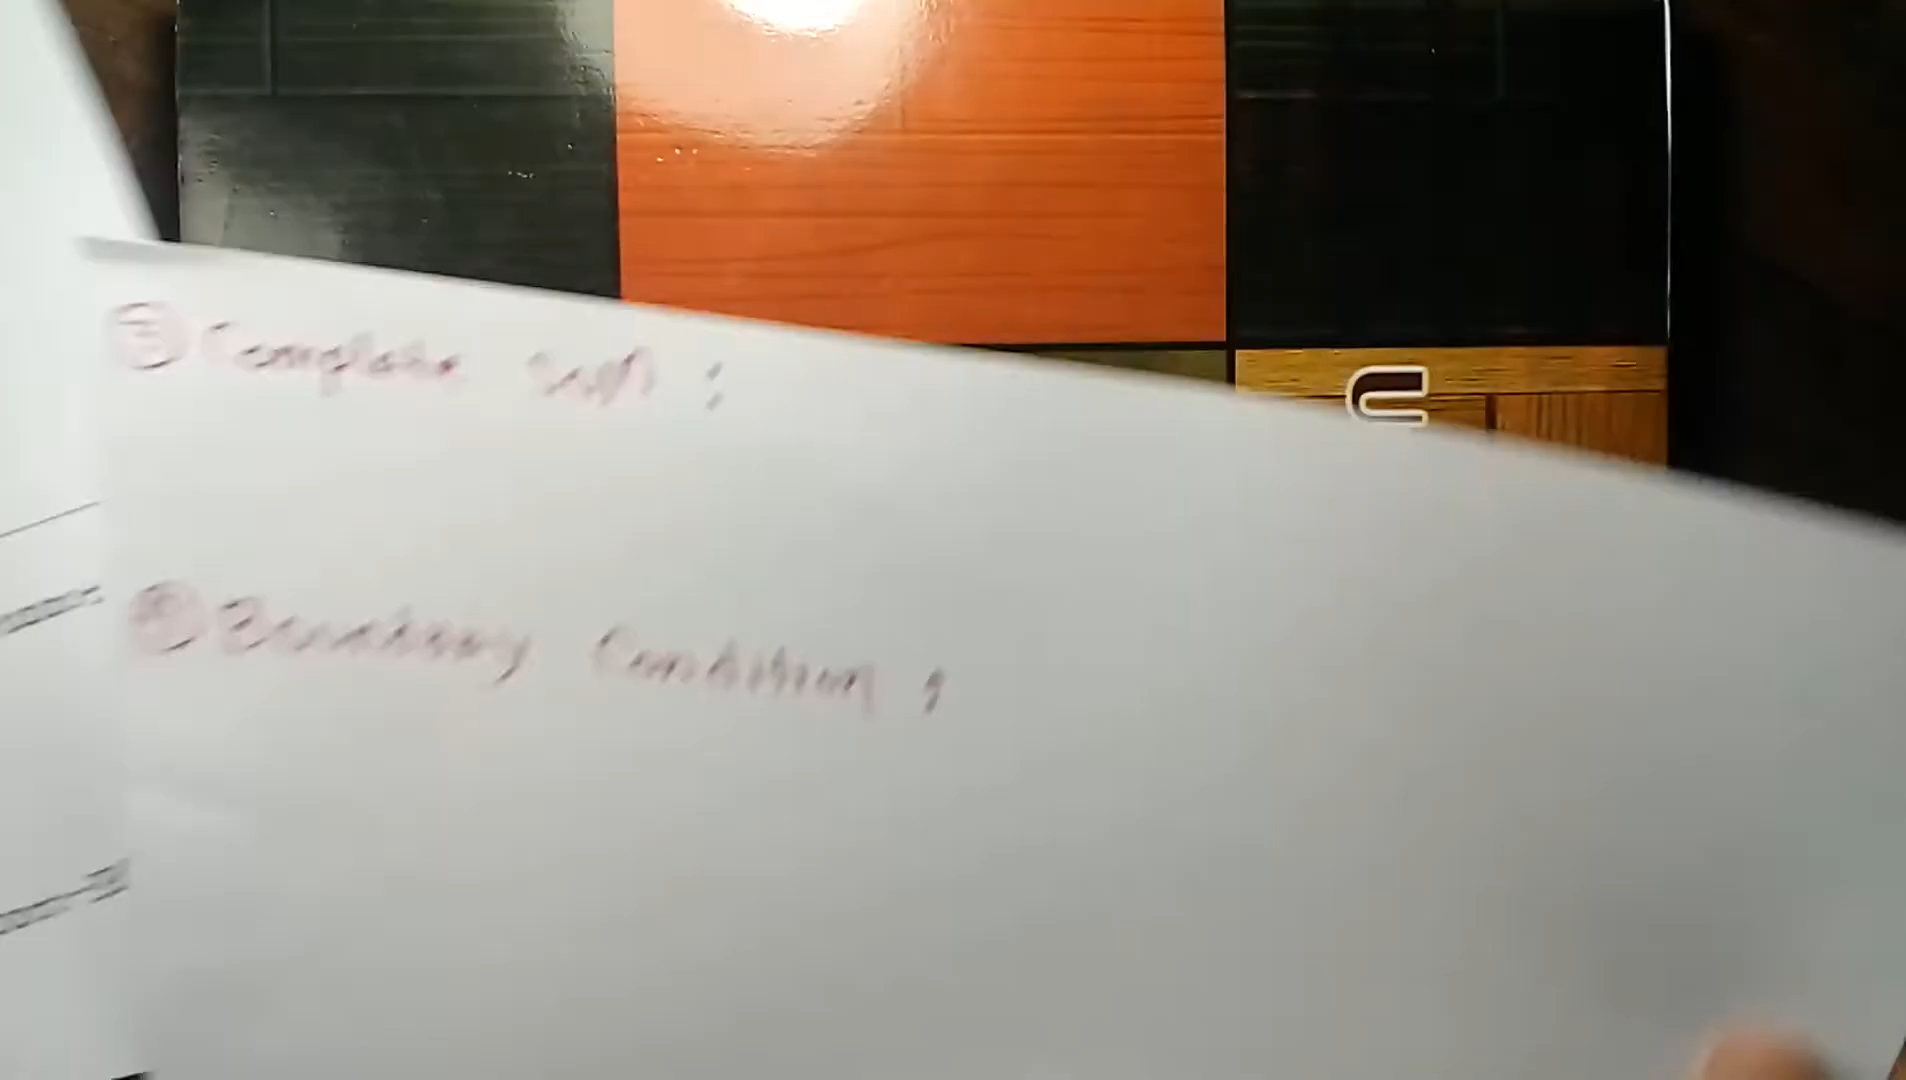 ③ Complete Soln :
④ Boundary Condition :